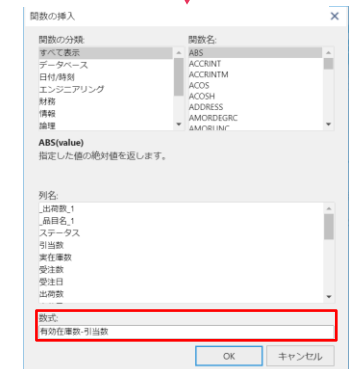 関数の挿入
関数の分類:
すべて表示
データベース
日付/時刻
エンジニアリング
財務
情報
論理
関数名:
ABS
ACCRINT
ACCRINTM
ACOS
ACOSH
ADDRESS
AMORDEGRC
AMORLINC
ABS(value)
指定した値の絶対値を返します。
列名:
_出荷数_1
_品目名_1
ステータス
引当数
実在庫数
受注数
受注日
出荷数
数式:
有効在庫数-引当数
OK
キャンセル